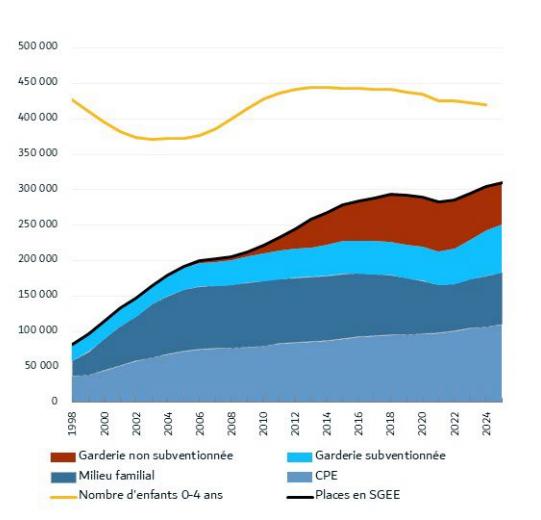 500 000
450 000
400 000
350 000
300 000
250 000
200 000
150 000
100 000
50 000
0
1998 2000 2002 2004 2006 2008 2010 2012 2014 2016 2018 2020 2022 2024
Garderie non subventionnée Garderie subventionnée
Milieu familial CPE
Nombre d'enfants 0-4 ans Places en SGEE